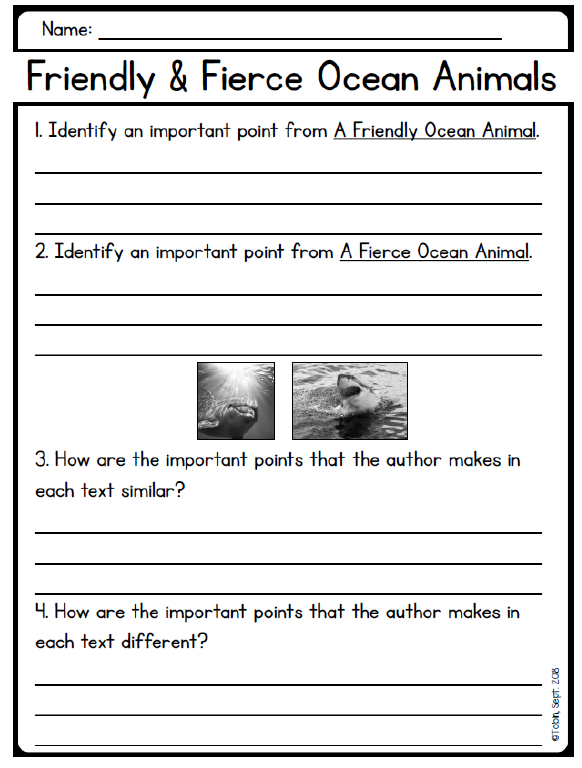 Name:
Friendly & Fierce Ocean Animals
1. Identify an important point from A Friendly Ocean Animal.
2. Identify an important point from A Fierce Ocean Animal.
3. How are the important points that the author makes in
each text similar?
4. How are the important points that the author makes in
each text different?
©Tobin, Sept. 2018